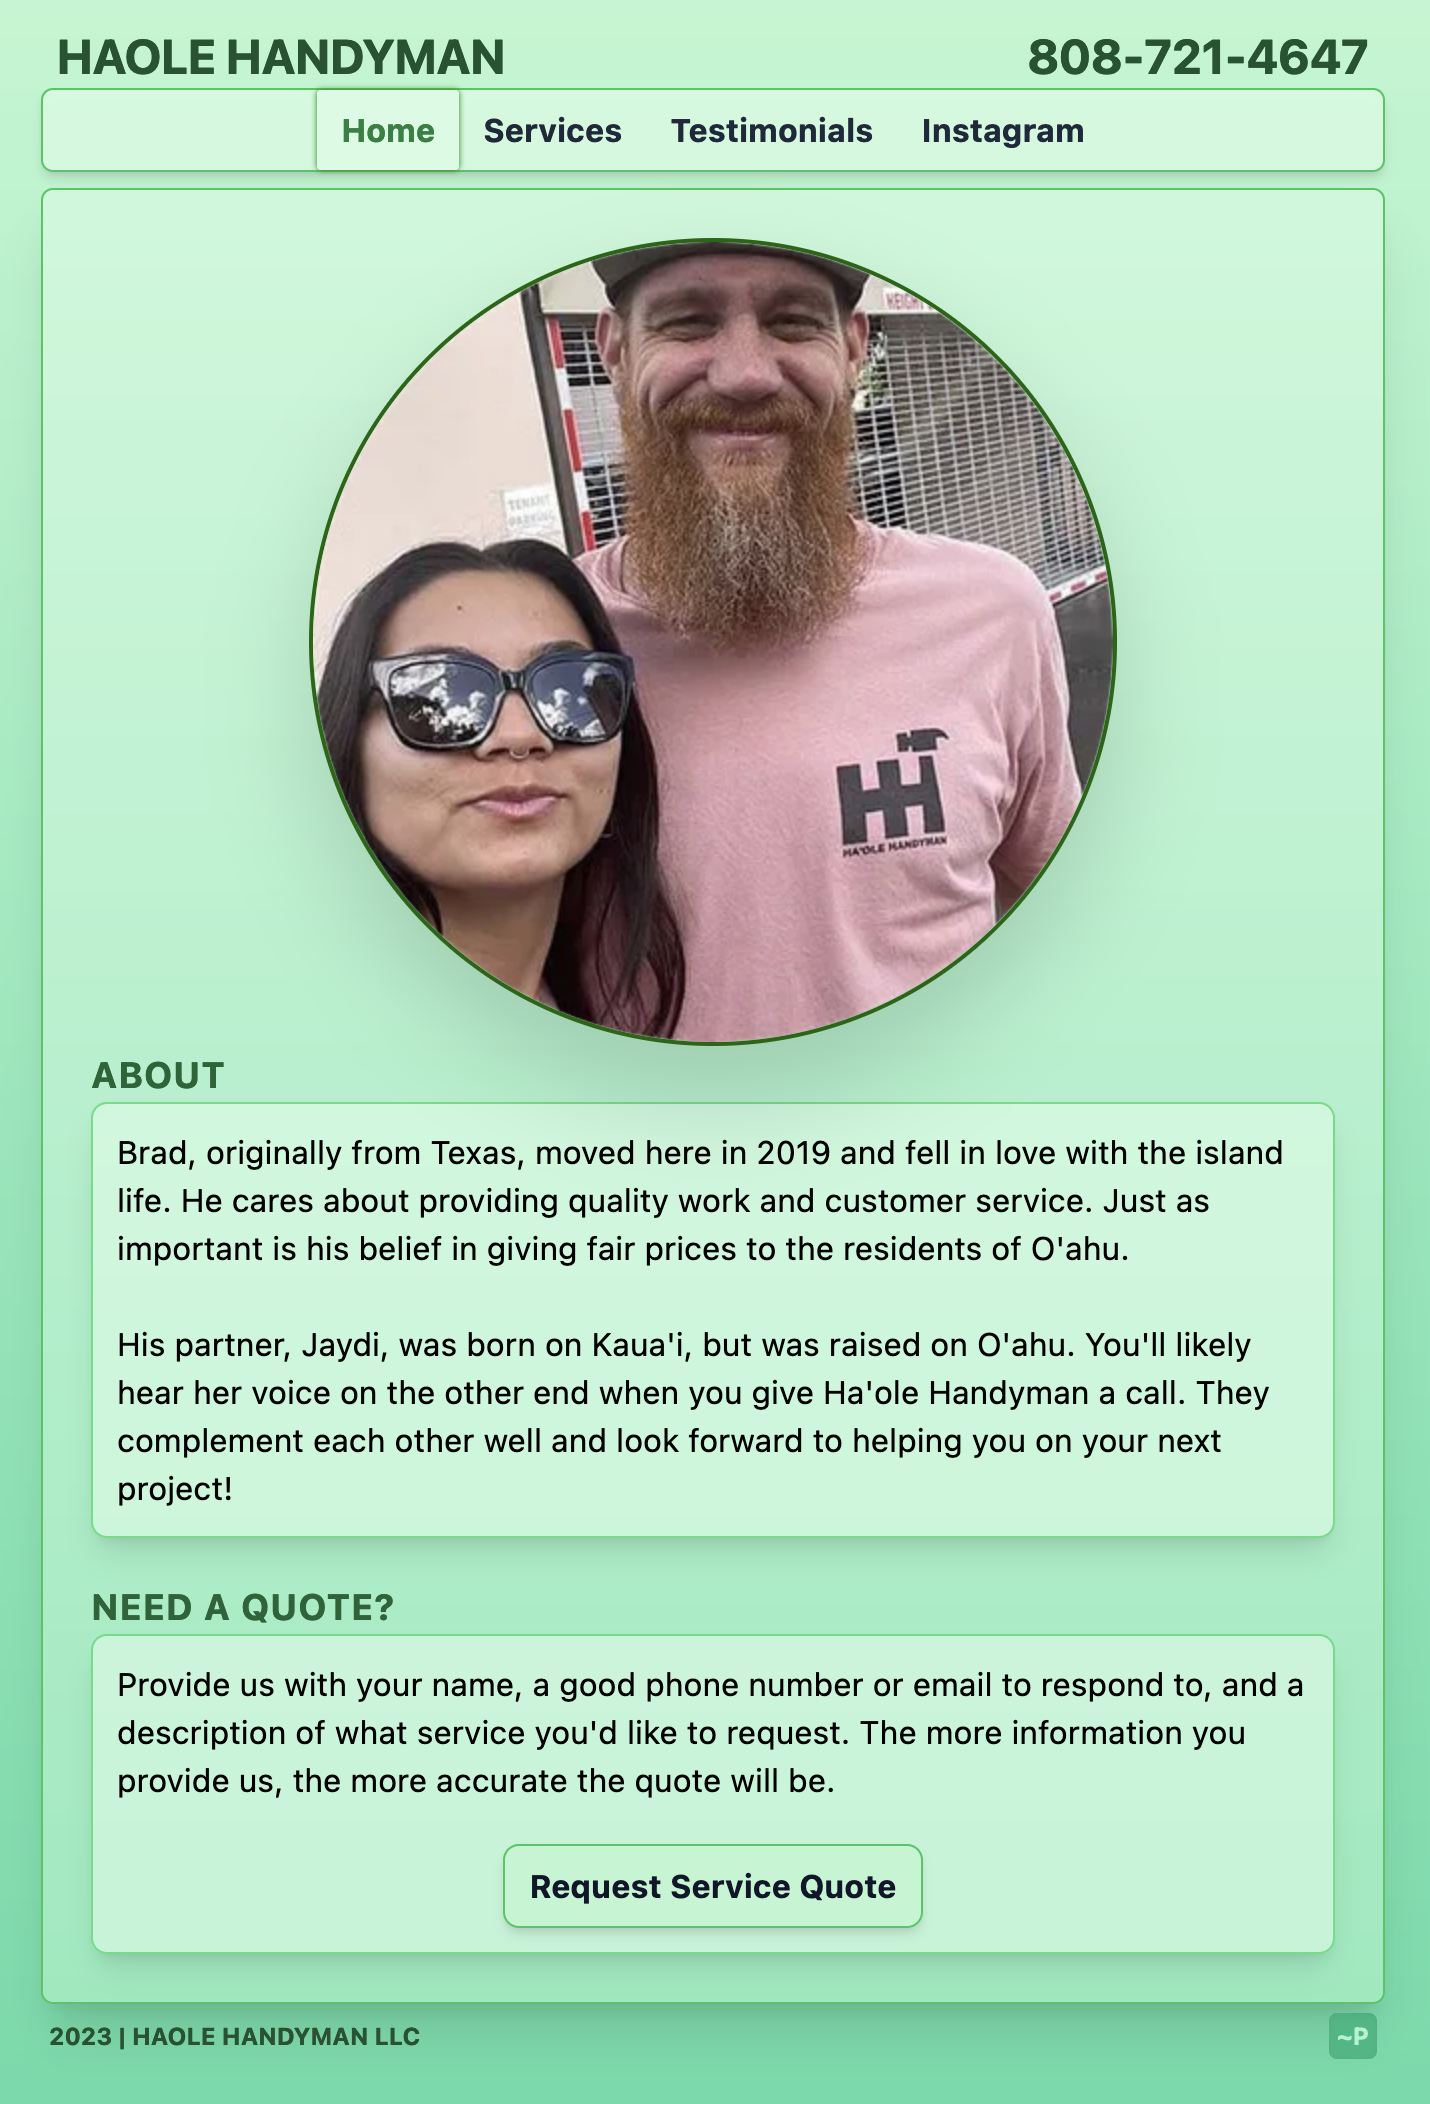 HAOLE HANDYMAN
808-721-4647
Home
Services
Testimonials
Instagram
HEIGHT
TENANT
PARKING
HH
HA'OLE HANDYMAN
ABOUT
Brad, originally from Texas, moved here in 2019 and fell in love with the island
life. He cares about providing quality work and customer service. Just as
important is his belief in giving fair prices to the residents of O'ahu.
His partner, Jaydi, was born on Kaua'i, but was raised on O'ahu. You'll likely
hear her voice on the other end when you give Ha'ole Handyman a call. They
complement each other well and look forward to helping you on your next
project!
NEED A QUOTE?
Provide us with your name, a good phone number or email to respond to, and a
description of what service you'd like to request. The more information you
provide us, the more accurate the quote will be.
Request Service Quote
2023 | HAOLE HANDYMAN LLC
~P